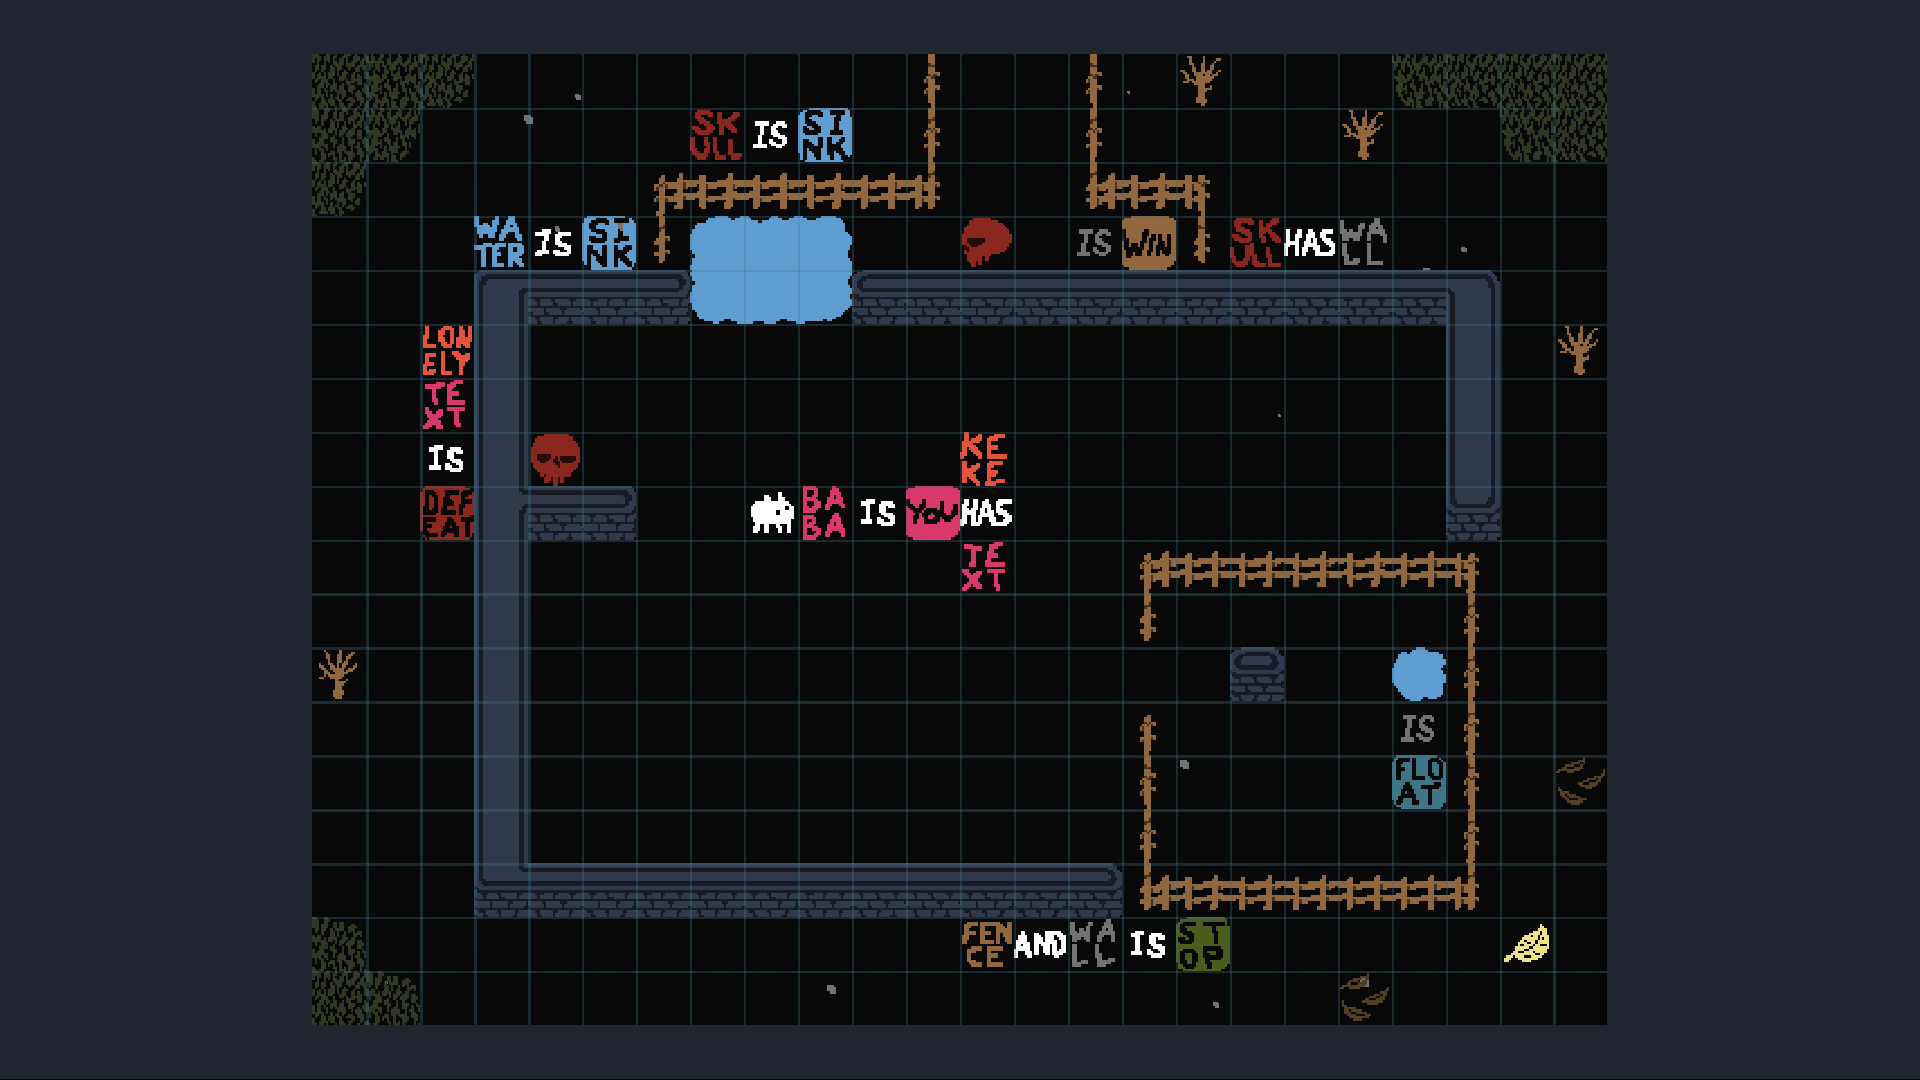 SKULL IS SINK
WATER IS SINK
IS WIN
SKULL HAS WALL
LONELY
TEXT
IS
DEFEAT
KEKE
BABA IS YOU HAS
TEXT
IS
FLOAT
FENCE AND WALL IS STOP